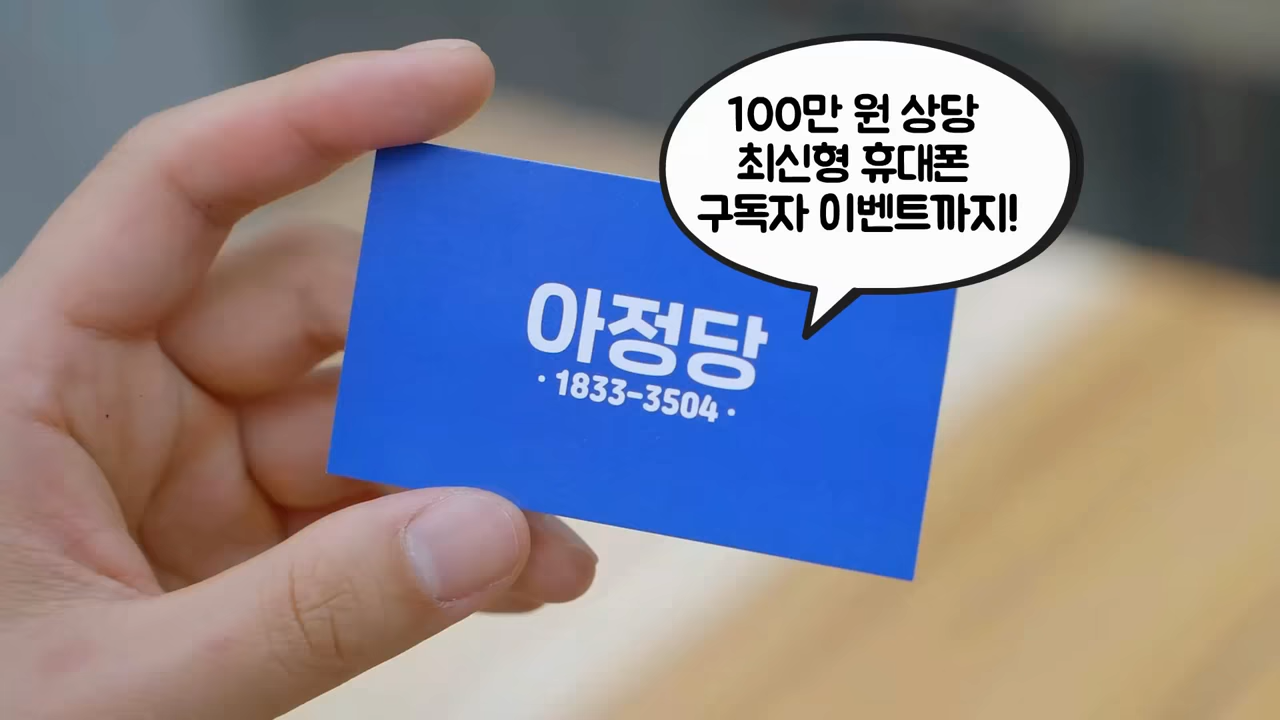 100만 원 상당
최신형 휴대폰
구독자 이벤트까지!
아정당
· 1833-3504 ·